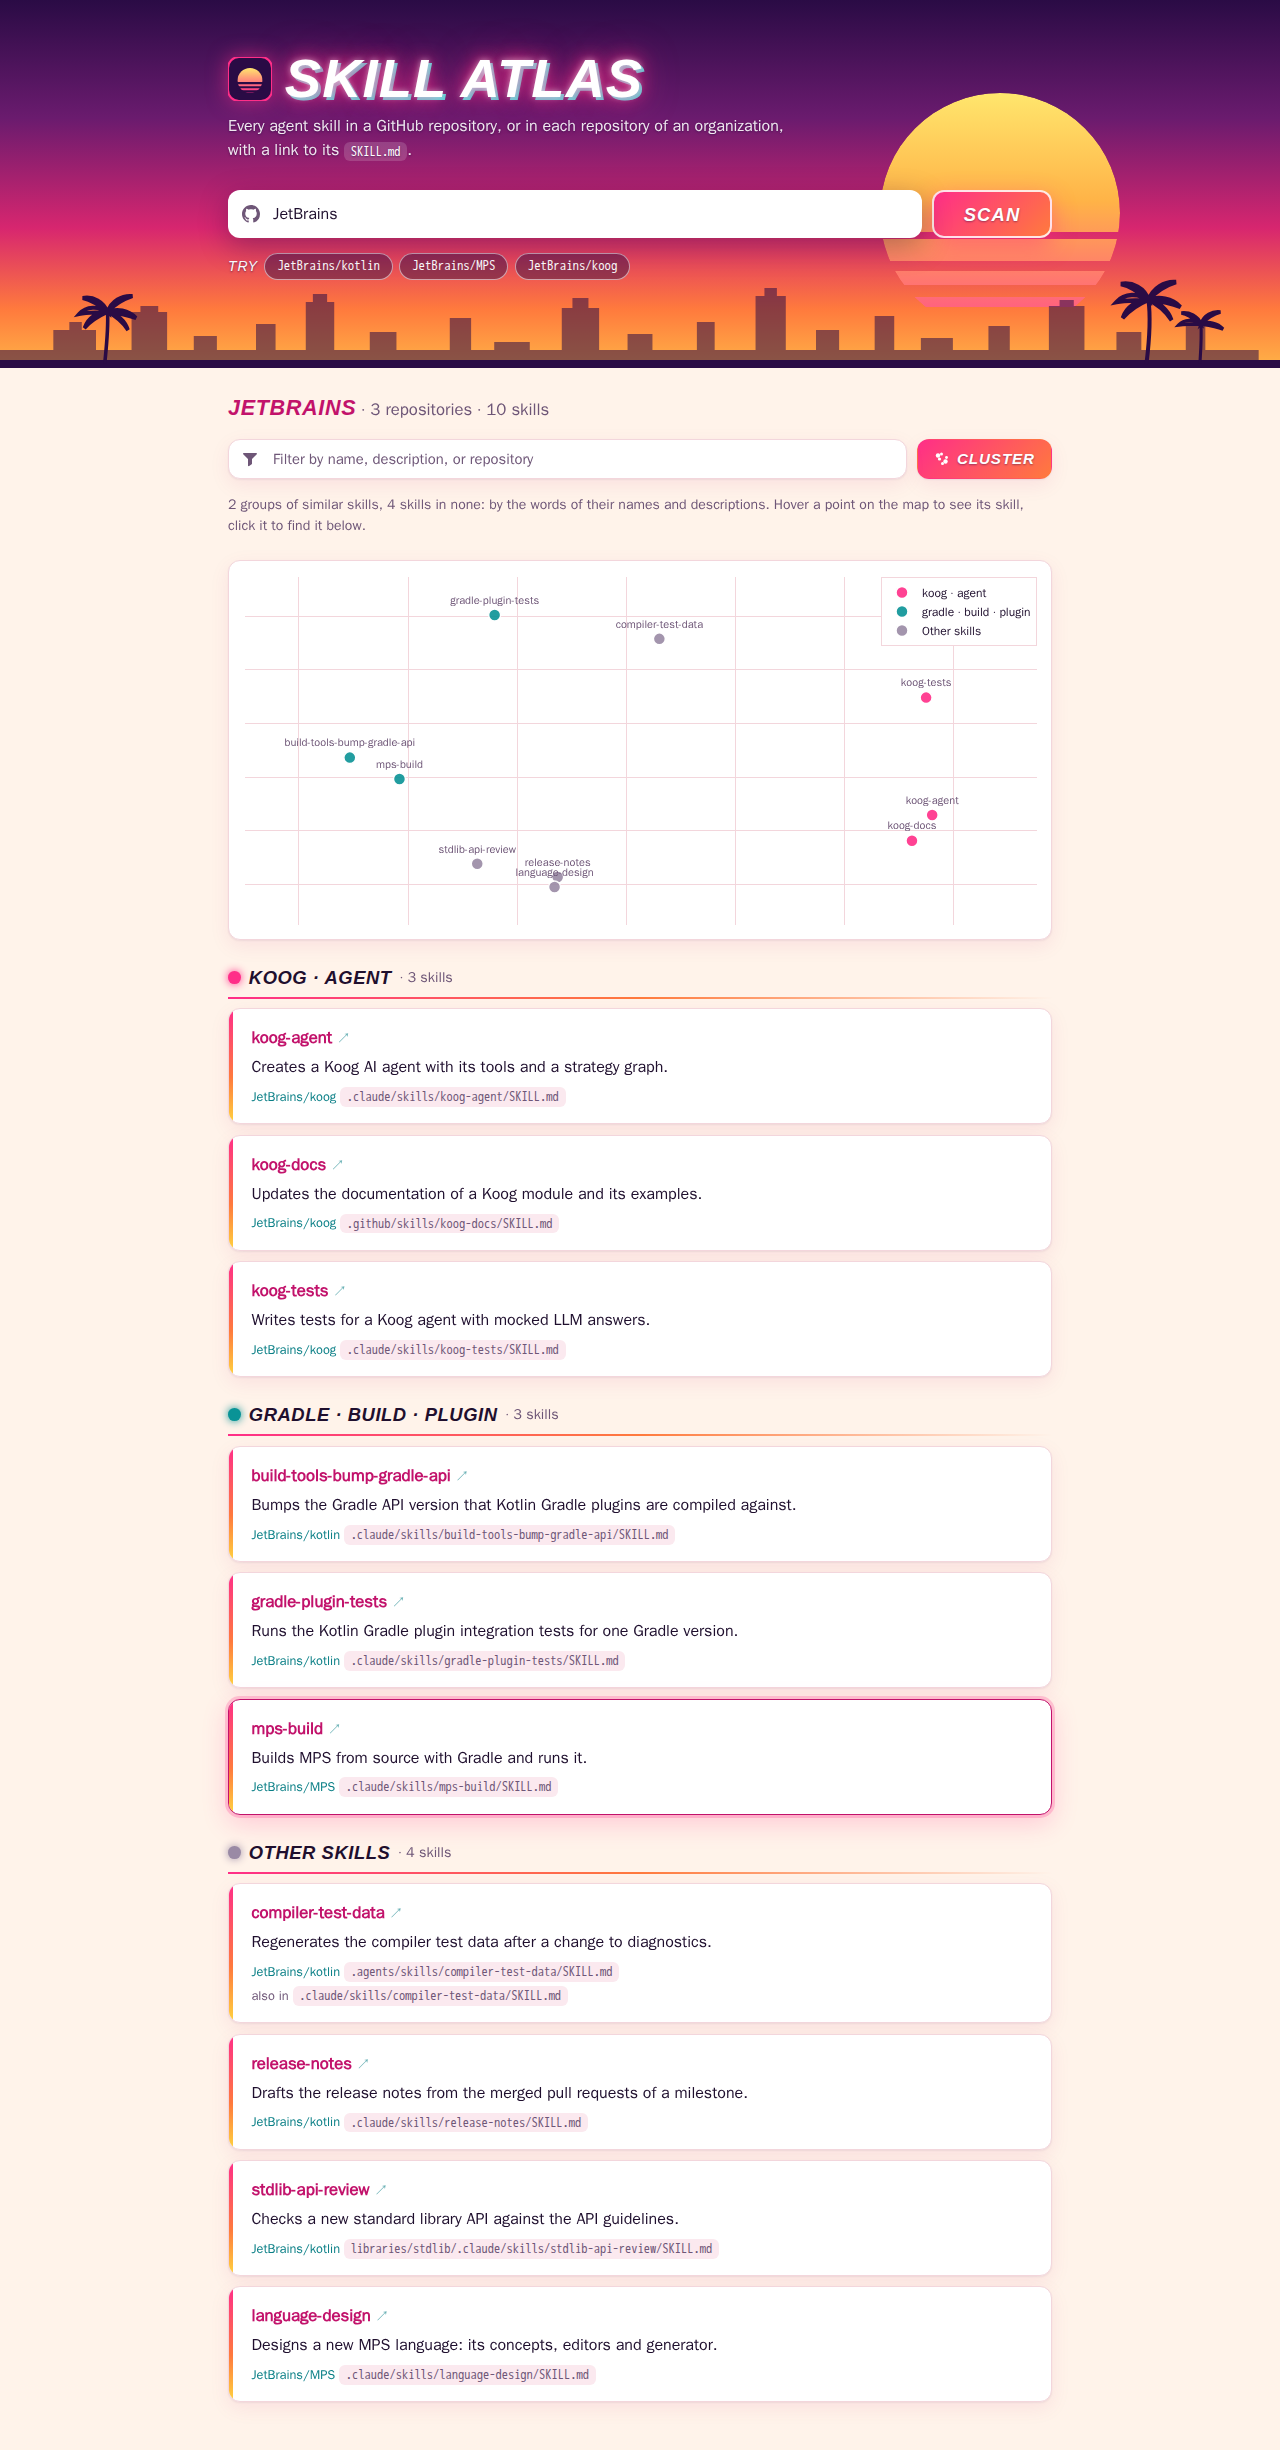 SKILL ATLAS
Every agent skill in a GitHub repository, or in each repository of an organization,
with a link to its SKILL.md.
JetBrains
SCAN
TRY JetBrains/kotlin JetBrains/MPS JetBrains/koog
JETBRAINS · 3 repositories · 10 skills
Filter by name, description, or repository
CLUSTER
2 groups of similar skills, 4 skills in none: by the words of their names and descriptions. Hover a point on the map to see its skill,
click it to find it below.
koog · agent
gradle · build · plugin
Other skills
gradle-plugin-tests
compiler-test-data
koog-tests
build-tools-bump-gradle-api
mps-build
koog-agent
koog-docs
stdlib-api-review
release-notes
language-design
KOOG · AGENT · 3 skills
koog-agent ↗
Creates a Koog AI agent with its tools and a strategy graph.
JetBrains/koog .claude/skills/koog-agent/SKILL.md
koog-docs ↗
Updates the documentation of a Koog module and its examples.
JetBrains/koog .github/skills/koog-docs/SKILL.md
koog-tests ↗
Writes tests for a Koog agent with mocked LLM answers.
JetBrains/koog .claude/skills/koog-tests/SKILL.md
GRADLE · BUILD · PLUGIN · 3 skills
build-tools-bump-gradle-api ↗
Bumps the Gradle API version that Kotlin Gradle plugins are compiled against.
JetBrains/kotlin .claude/skills/build-tools-bump-gradle-api/SKILL.md
gradle-plugin-tests ↗
Runs the Kotlin Gradle plugin integration tests for one Gradle version.
JetBrains/kotlin .claude/skills/gradle-plugin-tests/SKILL.md
mps-build ↗
Builds MPS from source with Gradle and runs it.
JetBrains/MPS .claude/skills/mps-build/SKILL.md
OTHER SKILLS · 4 skills
compiler-test-data ↗
Regenerates the compiler test data after a change to diagnostics.
JetBrains/kotlin .agents/skills/compiler-test-data/SKILL.md
also in .claude/skills/compiler-test-data/SKILL.md
release-notes ↗
Drafts the release notes from the merged pull requests of a milestone.
JetBrains/kotlin .claude/skills/release-notes/SKILL.md
stdlib-api-review ↗
Checks a new standard library API against the API guidelines.
JetBrains/kotlin libraries/stdlib/.claude/skills/stdlib-api-review/SKILL.md
language-design ↗
Designs a new MPS language: its concepts, editors and generator.
JetBrains/MPS .claude/skills/language-design/SKILL.md